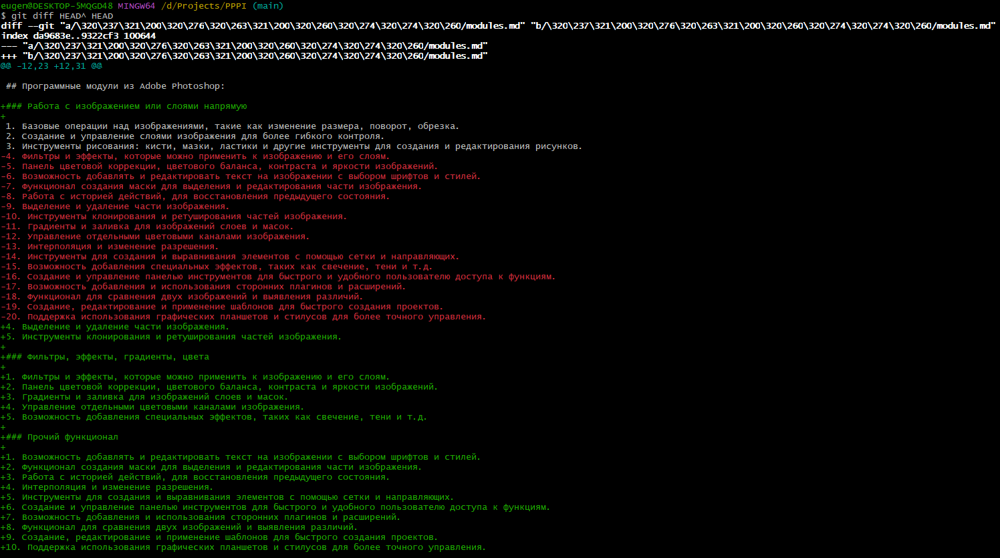 eugen@DESKTOP-5MQGD48 MINGW64 /d/Projects/PPPI (main)
$ git diff HEAD^ HEAD
diff --git "a/\320\237\321\200\320\276\320\263\321\200\320\260\320\274\320\274\320\260/modules.md" "b/\320\237\321\200\320\276\320\263\321\200\320\260\320\274\320\274\320\260/modules.md"
index da9683e..9322cf3 100644
--- "a/\320\237\321\200\320\276\320\263\321\200\320\260\320\274\320\274\320\260/modules.md"
+++ "b/\320\237\321\200\320\276\320\263\321\200\320\260\320\274\320\274\320\260/modules.md"
@@ -12,23 +12,31 @@
## Программные модули из Adobe Photoshop:
+### Работа с изображением или слоями напрямую
+
1. Базовые операции над изображениями, такие как изменение размера, поворот, обрезка.
2. Создание и управление слоями изображения для более гибкого контроля.
3. Инструменты рисования: кисти, мазки, ластики и другие инструменты для создания и редактирования рисунков.
-4. Фильтры и эффекты, которые можно применить к изображению и его слоям.
-5. Панель цветовой коррекции, цветового баланса, контраста и яркости изображений.
-6. Возможность добавлять и редактировать текст на изображении с выбором шрифтов и стилей.
-7. Функционал создания маски для выделения и редактирования части изображения.
-8. Работа с историей действий, для восстановления предыдущего состояния.
-9. Выделение и удаление части изображения.
-10. Инструменты клонирования и ретуширования частей изображения.
-11. Градиенты и заливка для изображений слоев и масок.
-12. Управление отдельными цветовыми каналами изображения.
-13. Интерполяция и изменение разрешения.
-14. Инструменты для создания и выравнивания элементов с помощью сетки и направляющих.
-15. Возможность добавления специальных эффектов, таких как свечение, тени и т.д.
-16. Создание и управление панелью инструментов для быстрого и удобного пользователю доступа к функциям.
-17. Возможность добавления и использования сторонних плагинов и расширений.
-18. Функционал для сравнения двух изображений и выявления различий.
-19. Создание, редактирование и применение шаблонов для быстрого создания проектов.
-20. Поддержка использования графических планшетов и стилусов для более точного управления.
+4. Выделение и удаление части изображения.
+5. Инструменты клонирования и ретуширования частей изображения.
+
+### Фильтры, эффекты, градиенты, цвета
+
+1. Фильтры и эффекты, которые можно применить к изображению и его слоям.
+2. Панель цветовой коррекции, цветового баланса, контраста и яркости изображений.
+3. Градиенты и заливка для изображений слоев и масок.
+4. Управление отдельными цветовыми каналами изображения.
+5. Возможность добавления специальных эффектов, таких как свечение, тени и т.д.
+
+### Прочий функционал
+
+1. Возможность добавлять и редактировать текст на изображении с выбором шрифтов и стилей.
+2. Функционал создания маски для выделения и редактирования части изображения.
+3. Работа с историей действий, для восстановления предыдущего состояния.
+4. Интерполяция и изменение разрешения.
+5. Инструменты для создания и выравнивания элементов с помощью сетки и направляющих.
+6. Создание и управление панелью инструментов для быстрого и удобного пользователю доступа к функциям.
+7. Возможность добавления и использования сторонних плагинов и расширений.
+8. Функционал для сравнения двух изображений и выявления различий.
+9. Создание, редактирование и применение шаблонов для быстрого создания проектов.
+10. Поддержка использования графических планшетов и стилусов для более точного управления.